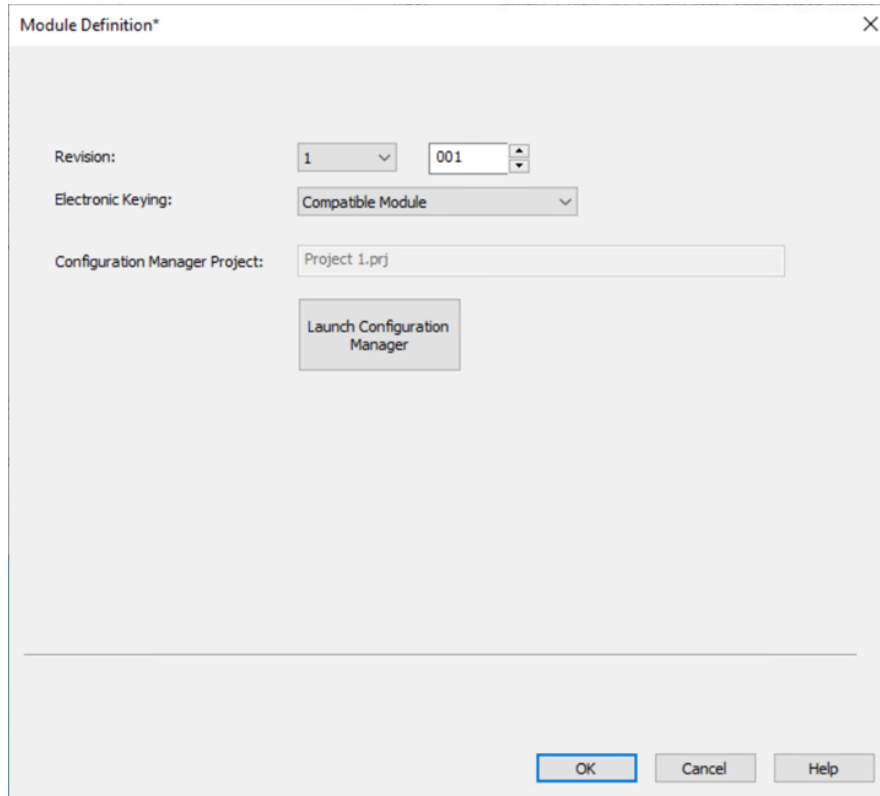 Module Definition*
Revision: 1 001
Electronic Keying: Compatible Module
Configuration Manager Project: Project 1.prj
Launch Configuration
Manager
OK Cancel Help